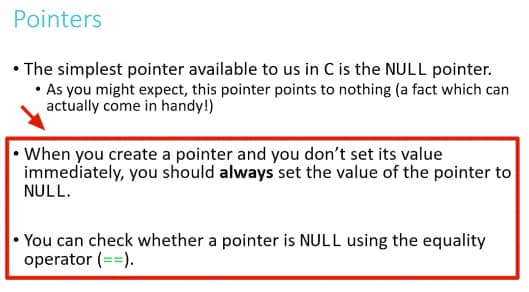 Pointers
• The simplest pointer available to us in C is the NULL pointer.
• As you might expect, this pointer points to nothing (a fact which can
actually come in handy!)
• When you create a pointer and you don’t set its value
immediately, you should always set the value of the pointer to
NULL.
• You can check whether a pointer is NULL using the equality
operator (==).